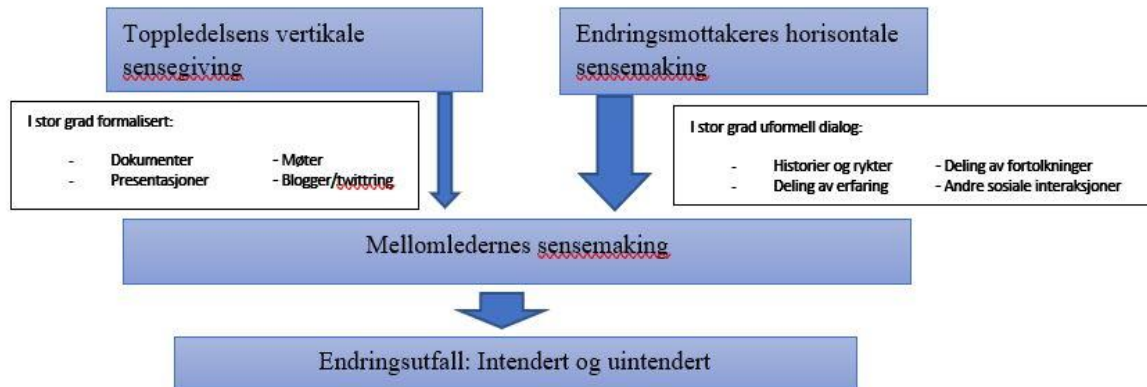 Toppledelsens vertikale
sensegiving
Endringsmottakeres horisontale
sensemaking
I stor grad formalisert:
- Dokumenter - Møter
- Presentasjoner - Blogger/twittring
I stor grad uformell dialog:
- Historier og rykter - Deling av fortolkninger
- Deling av erfaring - Andre sosiale interaksjoner
Mellomledernes sensemaking
Endringsutfall: Intendert og uintendert